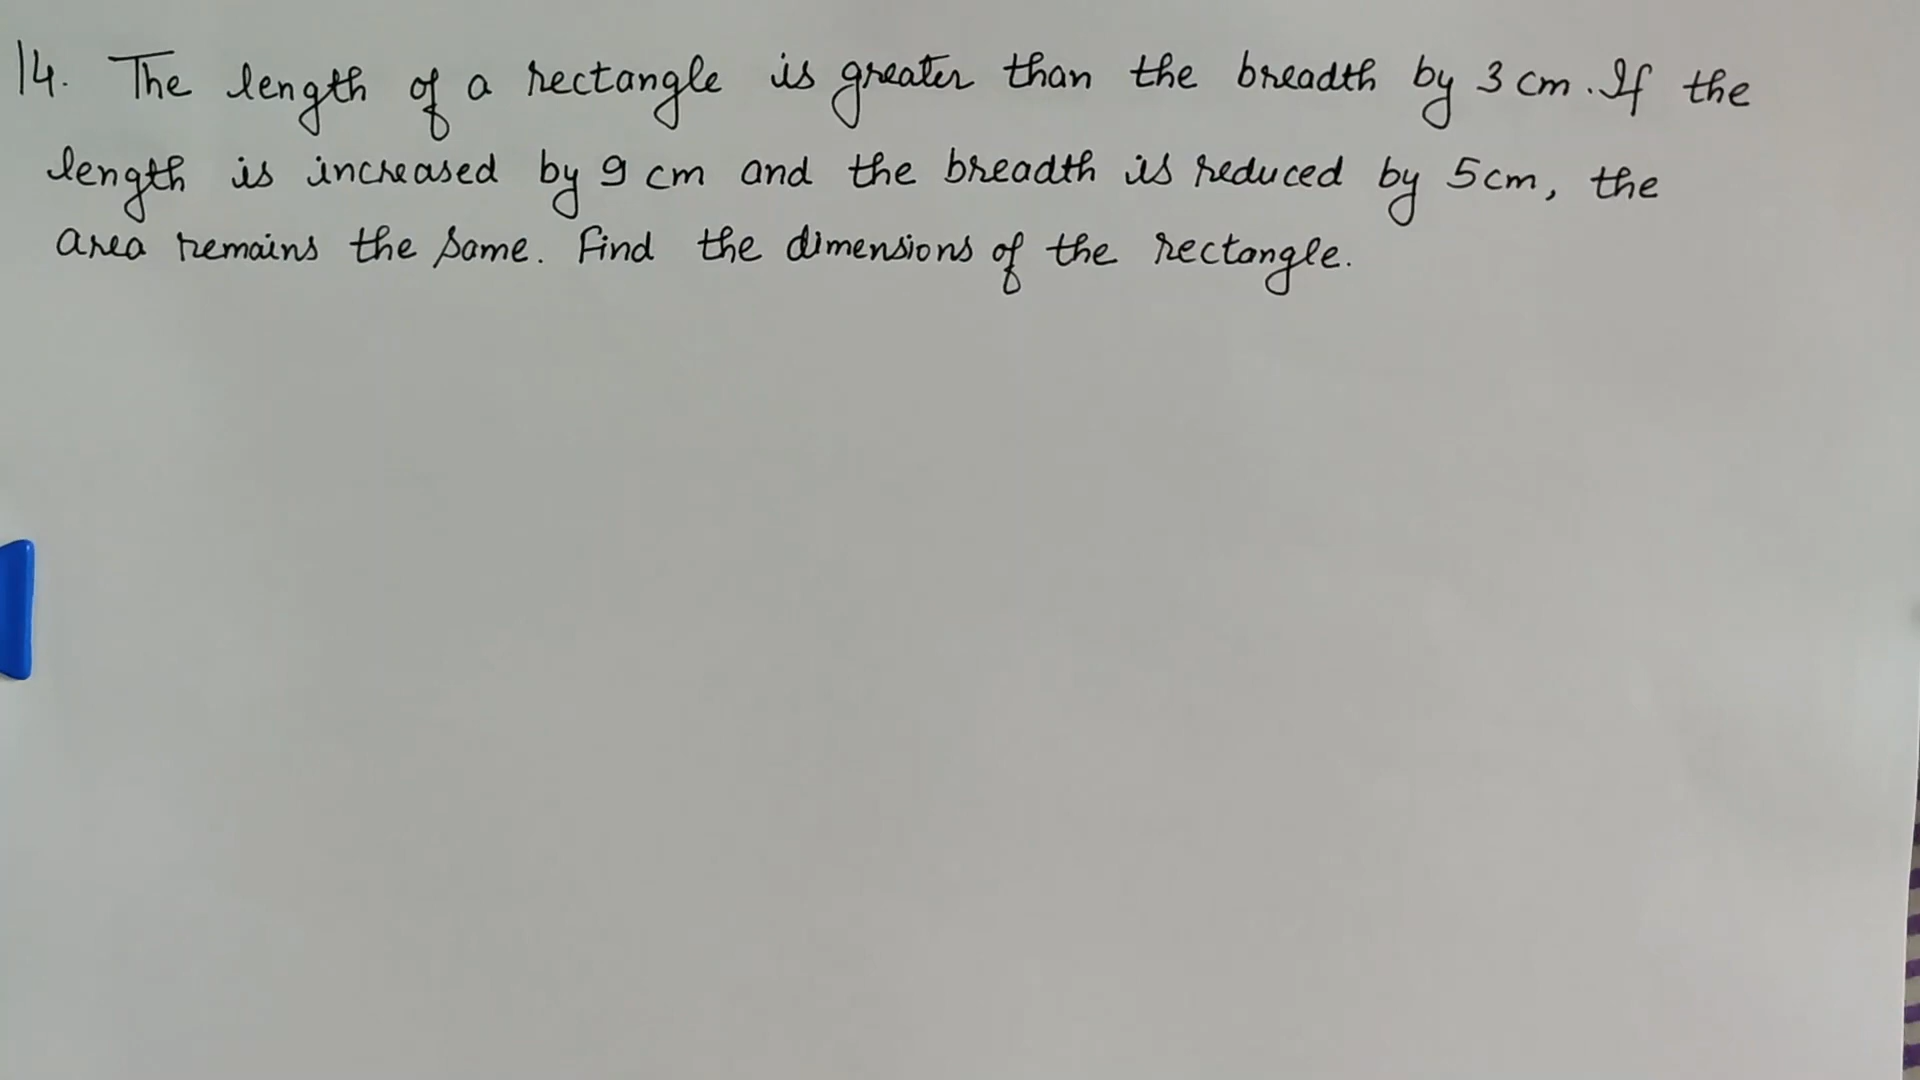 14. The length of a rectangle is greater than the breadth by 3 cm. If the
length is increased by 9 cm and the breadth is reduced by 5cm, the
area remains the same. Find the dimensions of the rectangle.